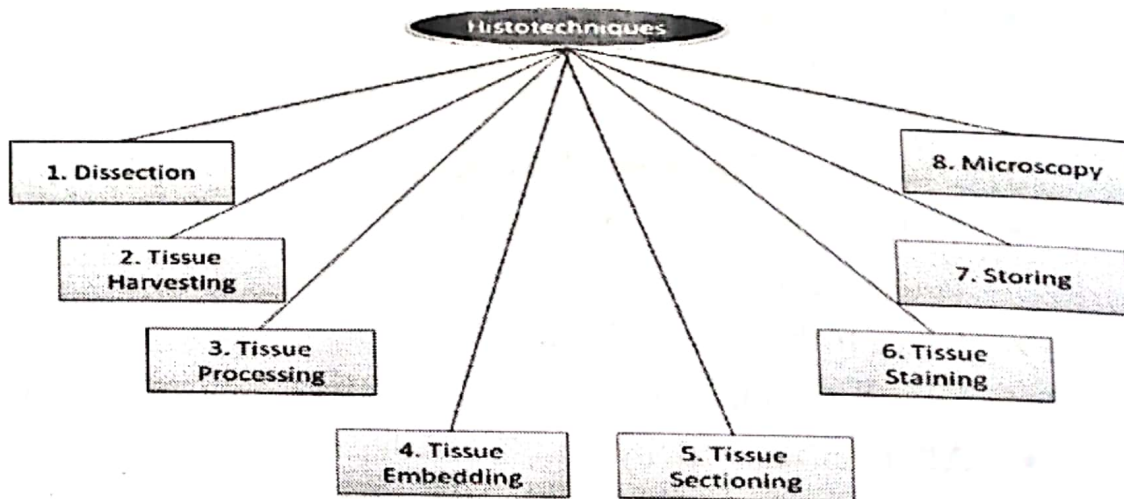 Histotechniques
1. Dissection
2. Tissue
Harvesting
3. Tissue
Processing
4. Tissue
Embedding
5. Tissue
Sectioning
6. Tissue
Staining
7. Storing
8. Microscopy